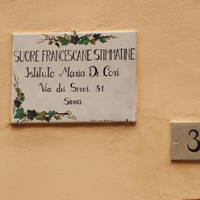 SUORE FRANCESCANE STIMMATINE
Istituto Maria De Cori
Via dei Servi 31
Siena
3